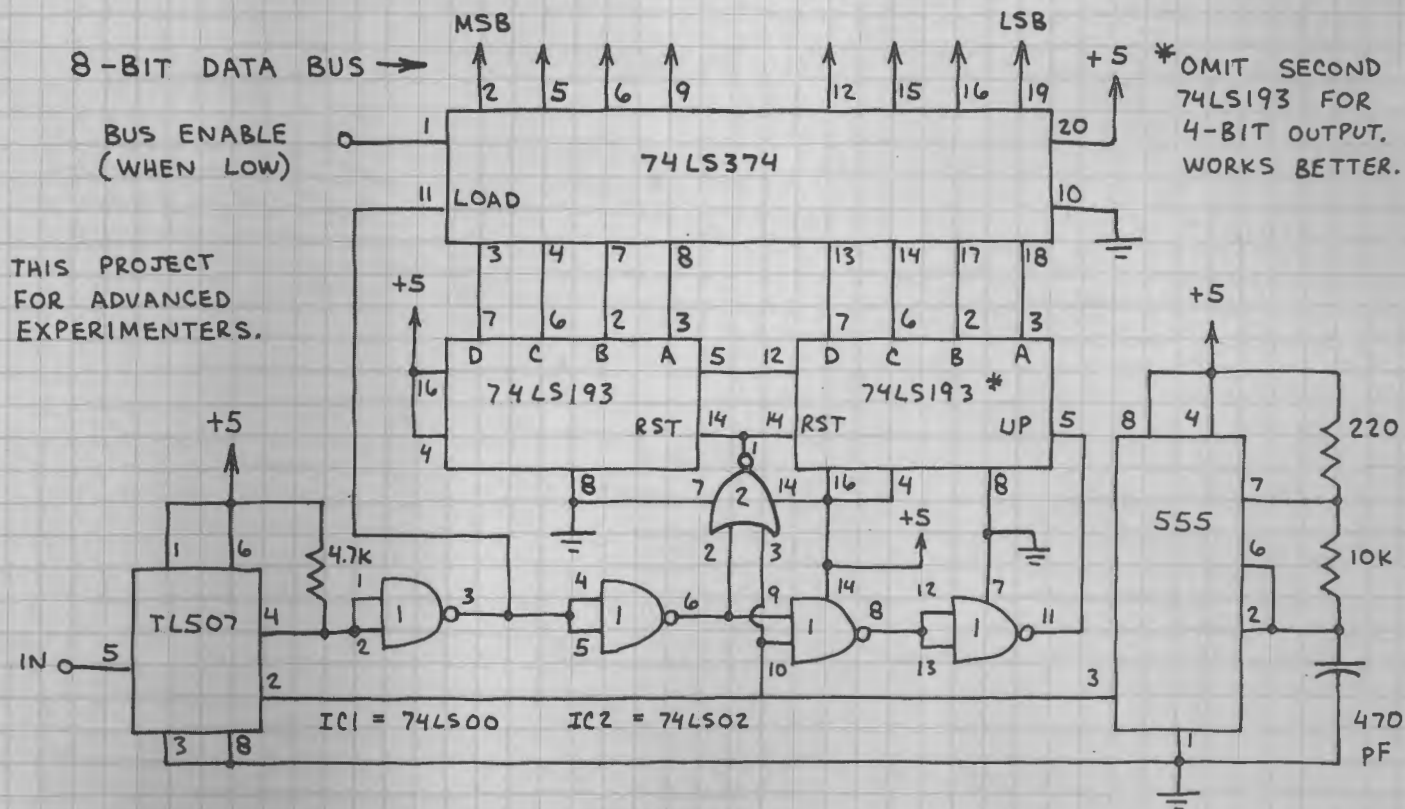 MSB LSB
8-BIT DATA BUS
2 5 6 9 12 15 16 19
+5
* OMIT SECOND
74LS193 FOR
4-BIT OUTPUT.
WORKS BETTER.
BUS ENABLE
(WHEN LOW)
1
74LS374
20
11 LOAD
10
3 4 7 8 13 14 17 18
THIS PROJECT
FOR ADVANCED
EXPERIMENTERS.
+5
7 6 2 3 7 6 2 3
D C B A
D C B A
+5
16
74LS193
5 12
74LS193 *
4
RST 14 14 RST
UP 5
8
1
7 2 14
16 4 8
+5
2 3
+5
1 6
4.7K
8 4
220
7
555
6
10K
2
3
470
PF
1
TL507
IN
5
4
2
3 8
1
2
1
3
4
5
1
6
9
10
1
14
8
12
13
1
7
11
IC1 = 74LS00 IC2 = 74LS02